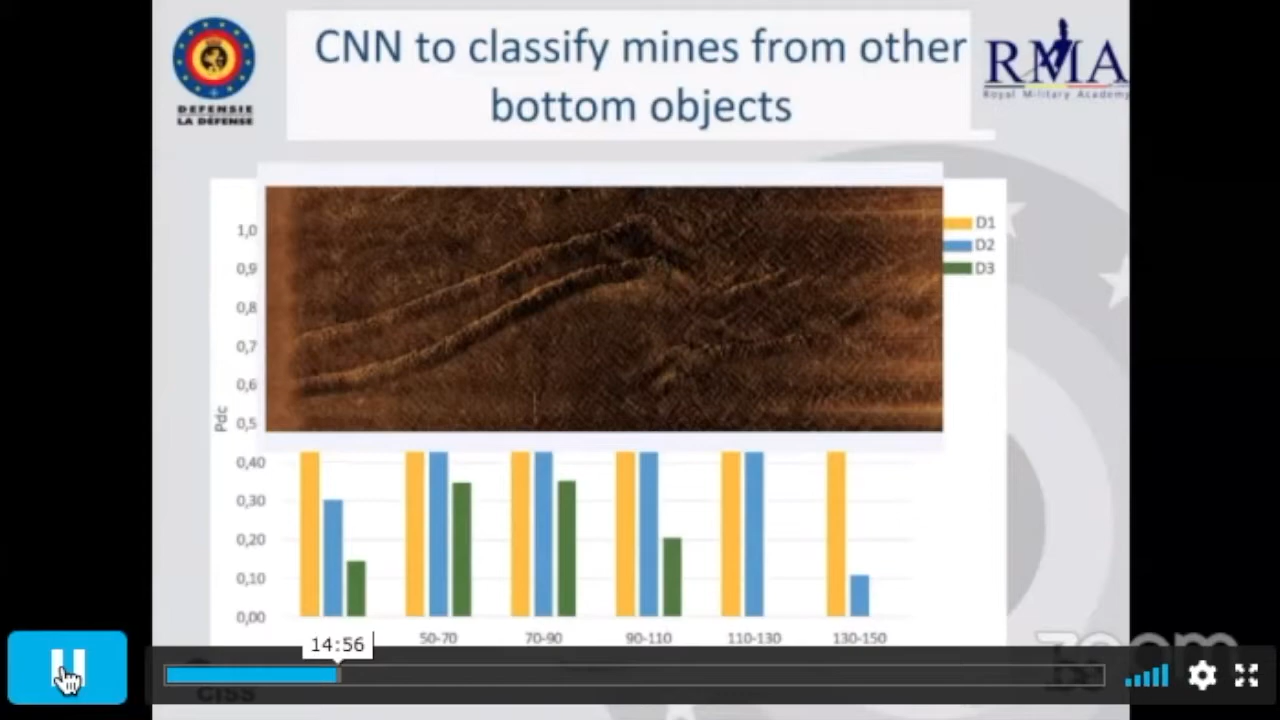 CNN to classify mines from other
bottom objects
DEFENSIE
LA DÉFENSE
RMA
Royal Military Academy
D1
D2
D3
1,0
0,9
0,8
0,7
0,6
0,5
Pdc
0,40
0,30
0,20
0,10
0,00
50-70
70-90
90-110
110-130
130-150
14:56
zoom
CISS